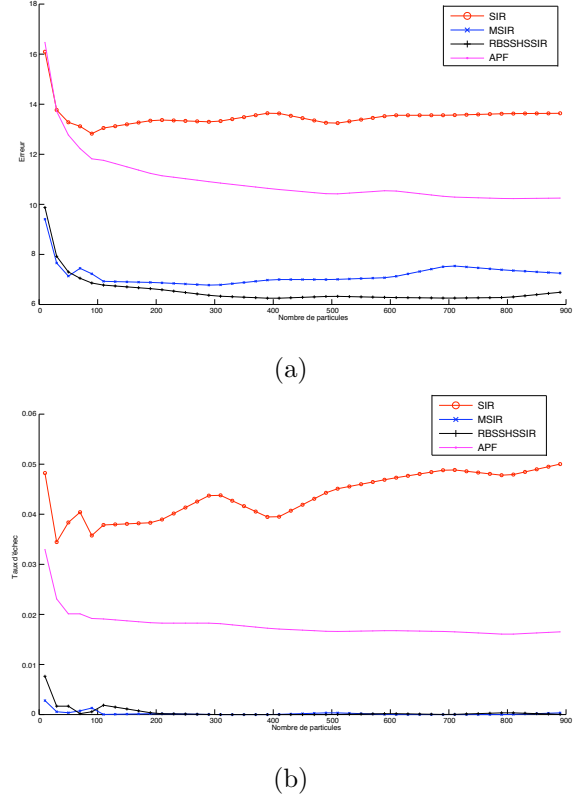 18
16
14
12
10
8
6
0
100
200
300
400
500
600
700
800
900
Erreur
Nombre de particules
SIR
MSIR
RBSSHSSIR
APF
(a)
0.06
0.05
0.04
0.03
0.02
0.01
0
0
100
200
300
400
500
600
700
800
900
Taux d'échec
Nombre de particules
SIR
MSIR
RBSSHSSIR
APF
(b)